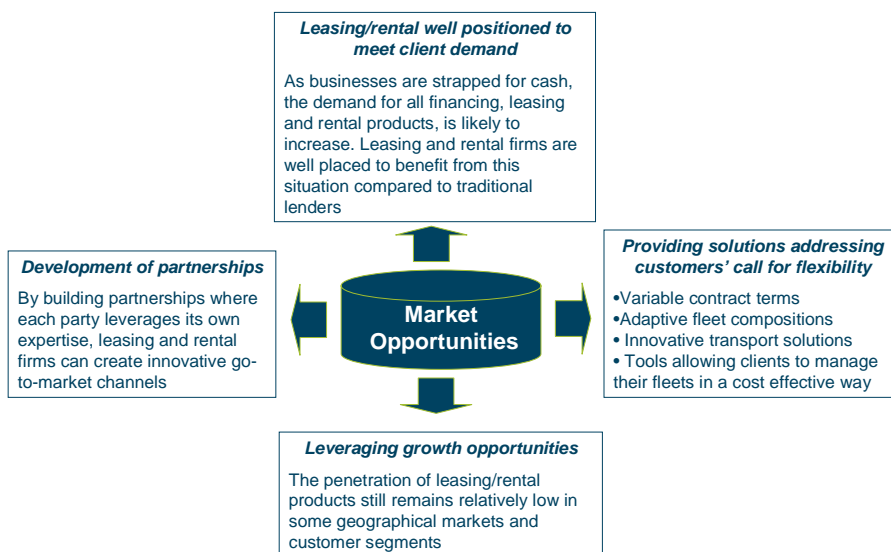 Leasing/rental well positioned to
meet client demand
As businesses are strapped for cash,
the demand for all financing, leasing
and rental products, is likely to
increase. Leasing and rental firms are
well placed to benefit from this
situation compared to traditional
lenders
Development of partnerships
By building partnerships where
each party leverages its own
expertise, leasing and rental
firms can create innovative go-
to-market channels
Market
Opportunities
Providing solutions addressing
customers' call for flexibility
•Variable contract terms
•Adaptive fleet compositions
• Innovative transport solutions
• Tools allowing clients to manage
their fleets in a cost effective way
Leveraging growth opportunities
The penetration of leasing/rental
products still remains relatively low in
some geographical markets and
customer segments